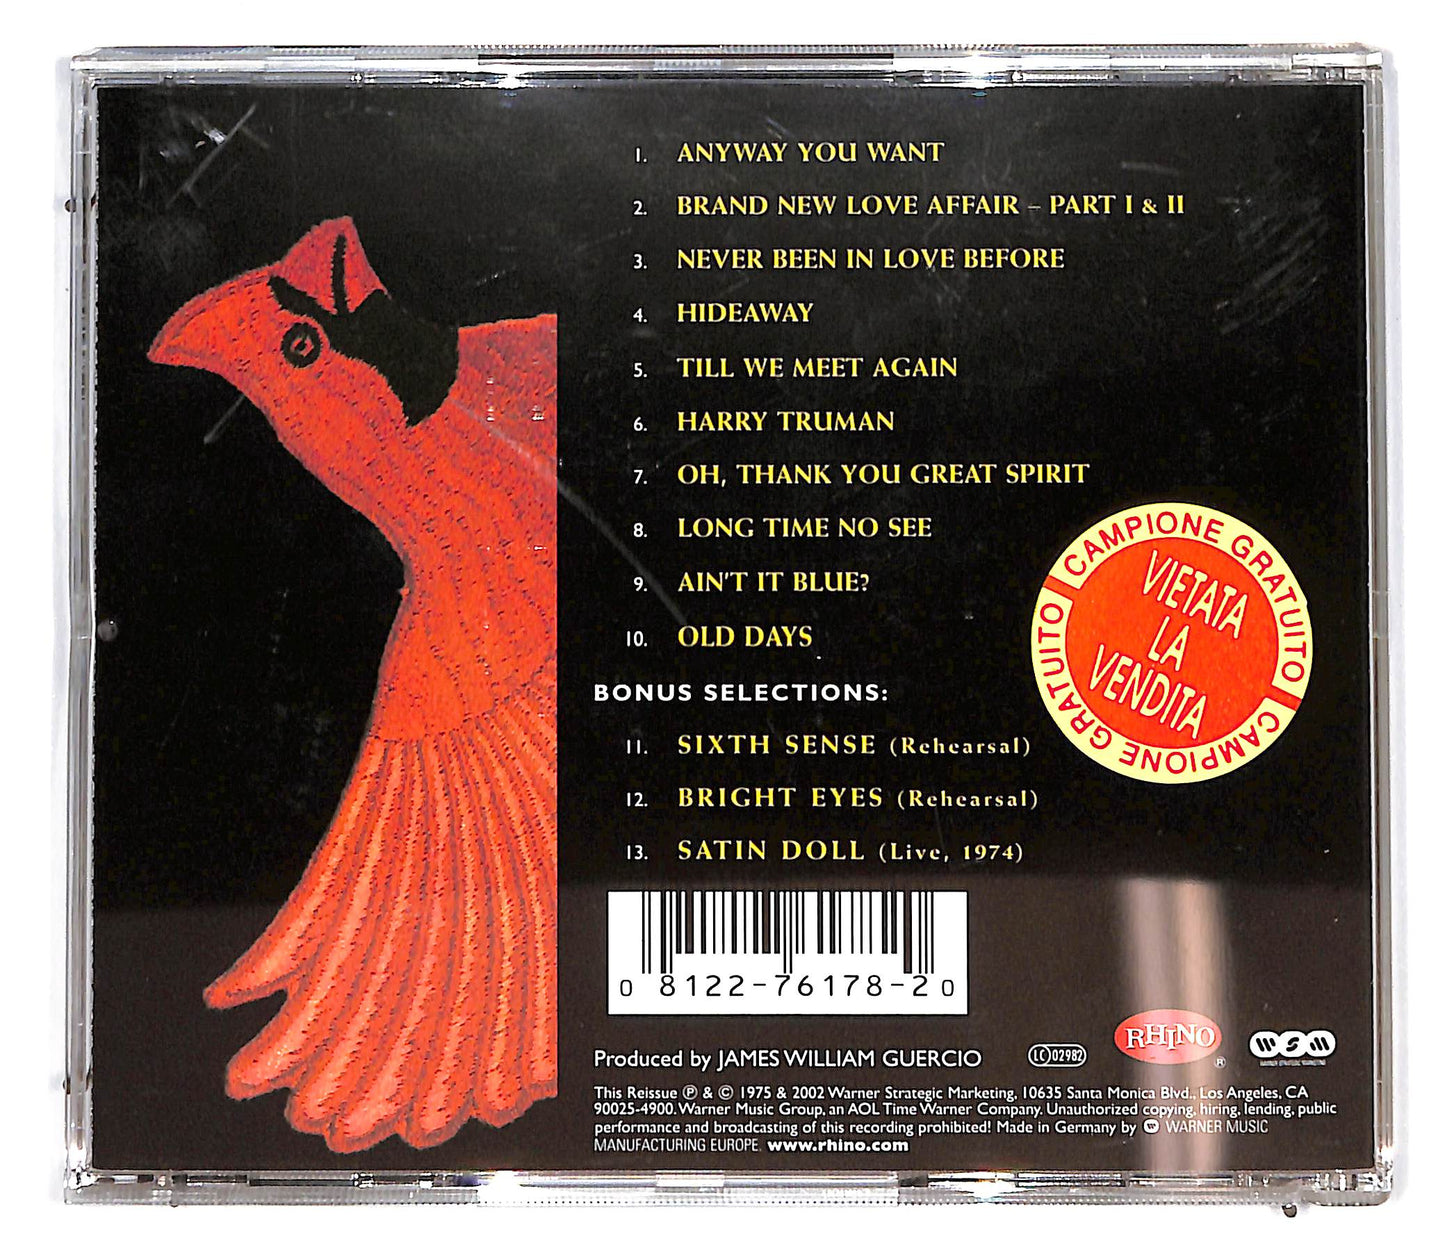 1. ANYWAY YOU WANT
2. BRAND NEW LOVE AFFAIR – PART I & II
3. NEVER BEEN IN LOVE BEFORE
4. HIDEAWAY
5. TILL WE MEET AGAIN
6. HARRY TRUMAN
7. OH, THANK YOU GREAT SPIRIT
8. LONG TIME NO SEE
9. AIN'T IT BLUE?
10. OLD DAYS
BONUS SELECTIONS:
11. SIXTH SENSE (Rehearsal)
12. BRIGHT EYES (Rehearsal)
13. SATIN DOLL (Live, 1974)
CAMPIONE GRATUITO
CAMPIONE GRATUITO
VIETATA
LA
VENDITA
0 8122-76178-2 0
Produced by JAMES WILLIAM GUERCIO
LC 02982
RHINO ®
WSM
WARNER STRATEGIC MARKETING
This Reissue ℗ & © 1975 & 2002 Warner Strategic Marketing, 10635 Santa Monica Blvd., Los Angeles, CA
90025-4900. Warner Music Group, an AOL Time Warner Company. Unauthorized copying, hiring, lending, public
performance and broadcasting of this recording prohibited! Made in Germany by WARNER MUSIC
MANUFACTURING EUROPE. www.rhino.com